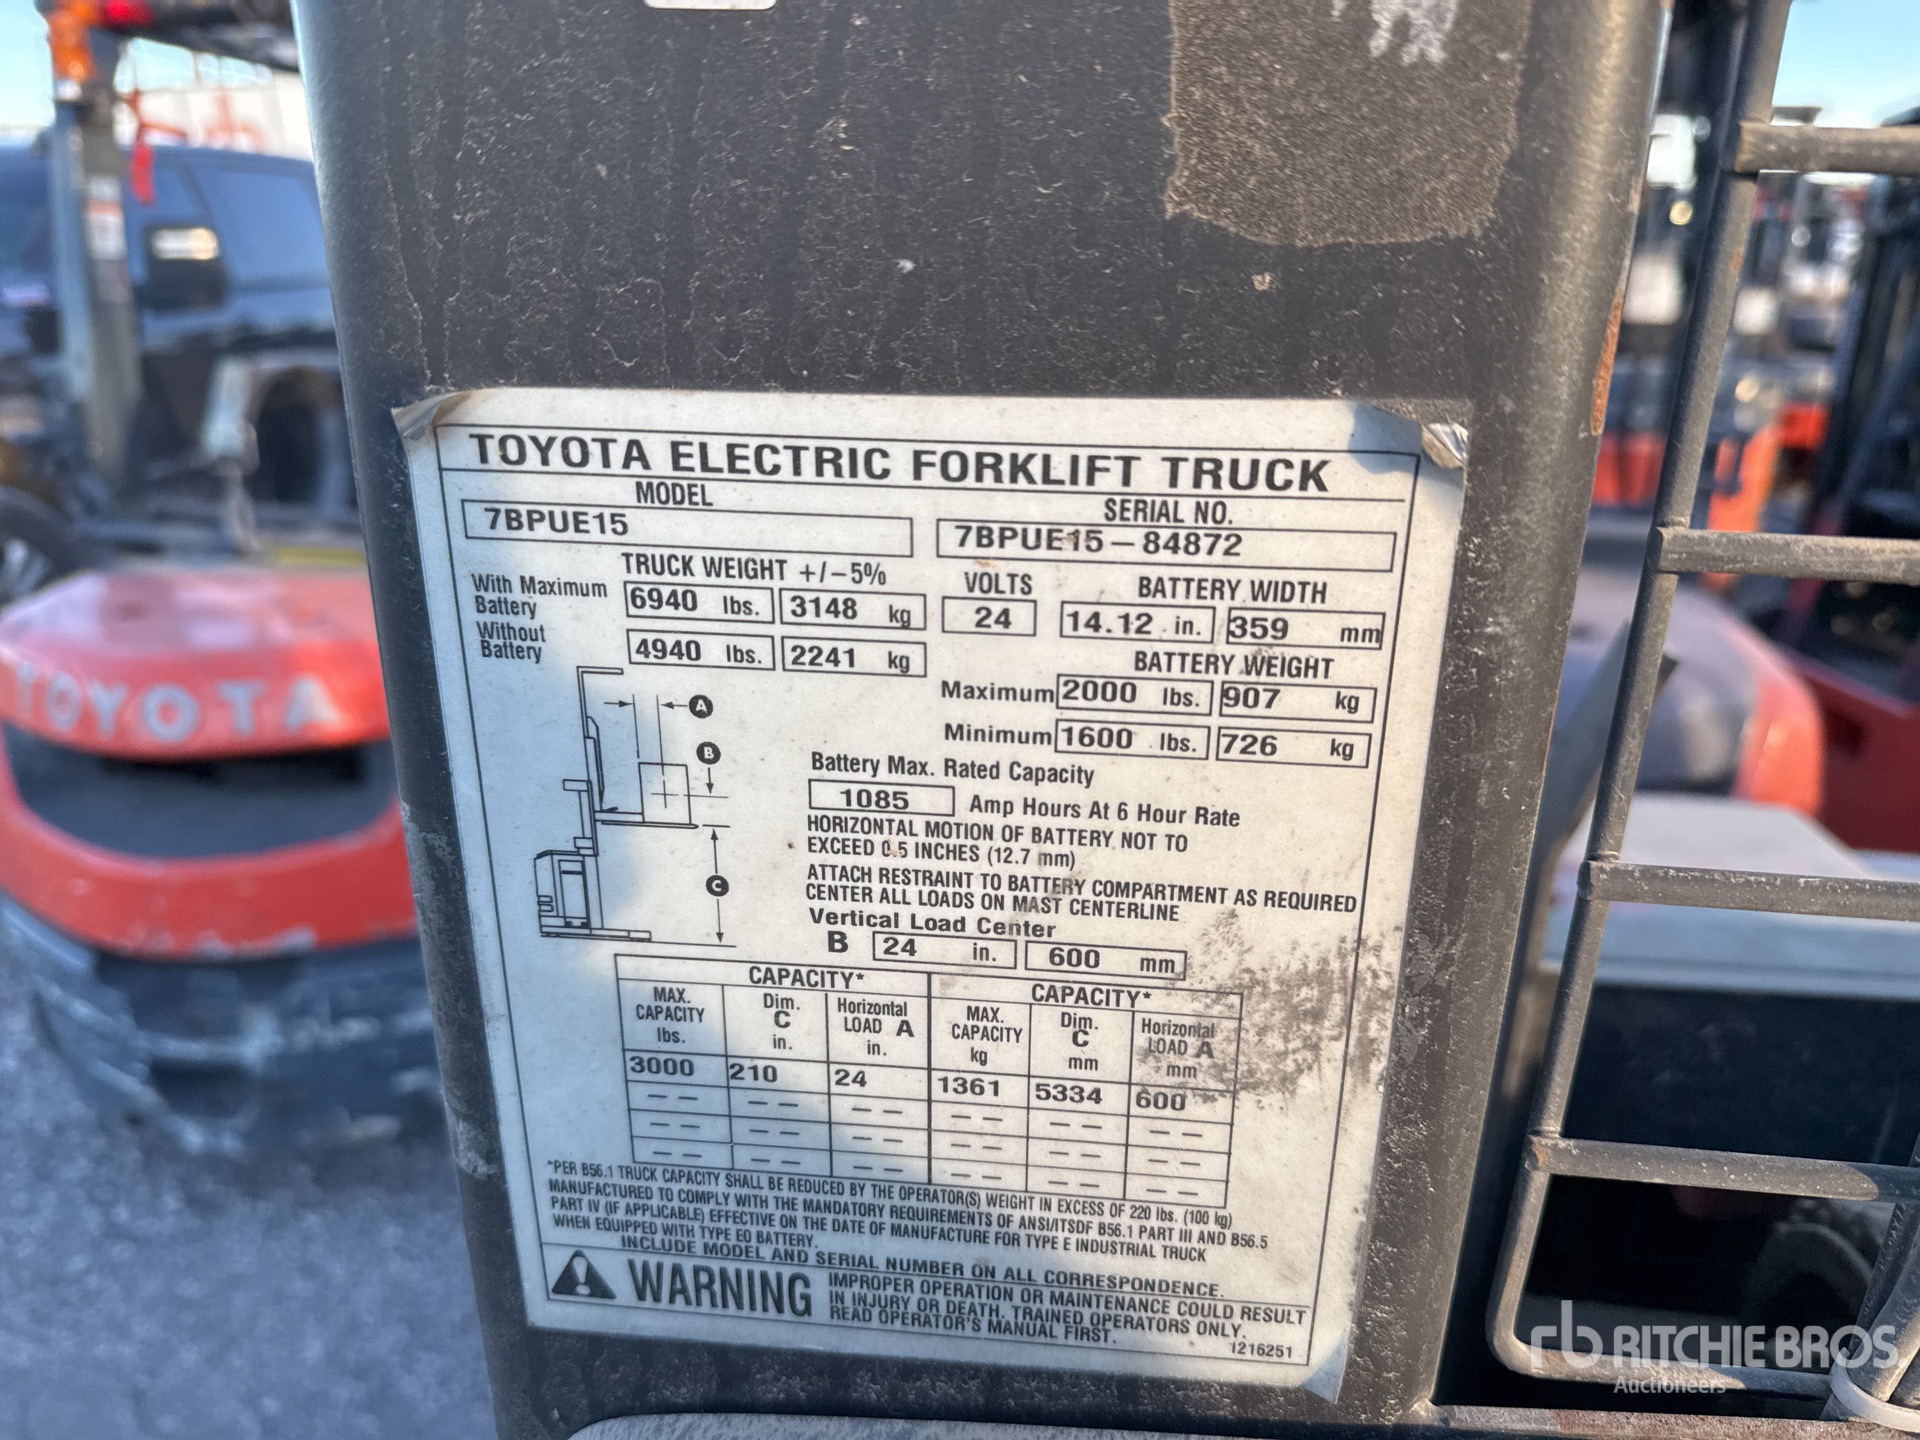 TOYOTA
TOYOTA ELECTRIC FORKLIFT TRUCK
MODEL
7BPUE15
SERIAL NO.
7BPUE15-84872
TRUCK WEIGHT +/-5%
With Maximum Battery 6940 lbs. 3148 kg
Without Battery 4940 lbs. 2241 kg
VOLTS
24
BATTERY WIDTH
14.12 in. 359 mm
BATTERY WEIGHT
Maximum 2000 lbs. 907 kg
Minimum 1600 lbs. 726 kg
A
B
C
Battery Max. Rated Capacity
1085 Amp Hours At 6 Hour Rate
HORIZONTAL MOTION OF BATTERY NOT TO
EXCEED 0.5 INCHES (12.7 mm)
ATTACH RESTRAINT TO BATTERY COMPARTMENT AS REQUIRED
CENTER ALL LOADS ON MAST CENTERLINE
Vertical Load Center
B 24 in. 600 mm
CAPACITY* CAPACITY*
MAX. CAPACITY lbs. Dim. C in. Horizontal LOAD A in. MAX. CAPACITY kg Dim. C mm Horizontal LOAD A mm
3000 210 24 1361 5334 600
-- -- -- -- -- --
-- -- -- -- -- --
-- -- -- -- -- --
*PER B56.1 TRUCK CAPACITY SHALL BE REDUCED BY THE OPERATOR(S) WEIGHT IN EXCESS OF 220 lbs. (100 kg)
MANUFACTURED TO COMPLY WITH THE MANDATORY REQUIREMENTS OF ANSI/ITSDF B56.1 PART III AND B56.5
PART IV (IF APPLICABLE) EFFECTIVE ON THE DATE OF MANUFACTURE FOR TYPE E INDUSTRIAL TRUCK
WHEN EQUIPPED WITH TYPE EO BATTERY.
INCLUDE MODEL AND SERIAL NUMBER ON ALL CORRESPONDENCE.
WARNING
IMPROPER OPERATION OR MAINTENANCE COULD RESULT
IN INJURY OR DEATH. TRAINED OPERATORS ONLY.
READ OPERATOR'S MANUAL FIRST.
1216251
rb RITCHIE BROS
Auctioneers